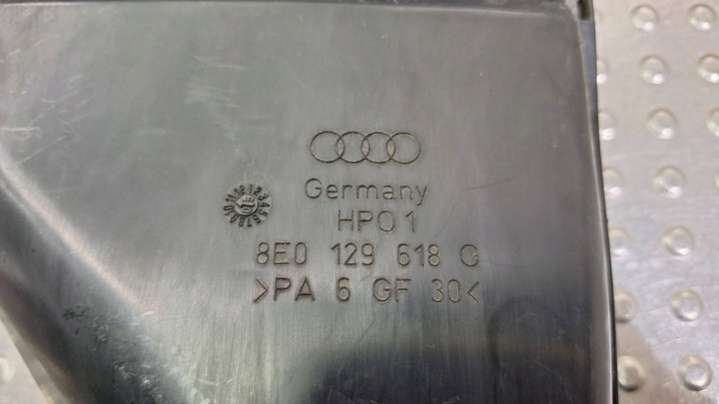 Germany
HPO1
8E0 129 618 G
>PA 6 GF 30<